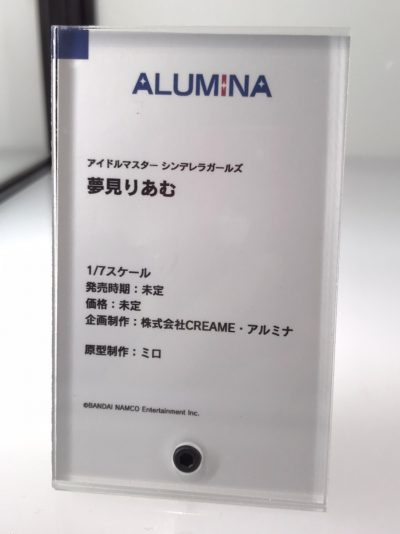 ALUMINA
アイドルマスター シンデレラガールズ
夢見りあむ
1/7スケール
発売時期：未定
価格：未定
企画制作：株式会社CREAME・アルミナ
原型制作：ミロ
©BANDAI NAMCO Entertainment Inc.